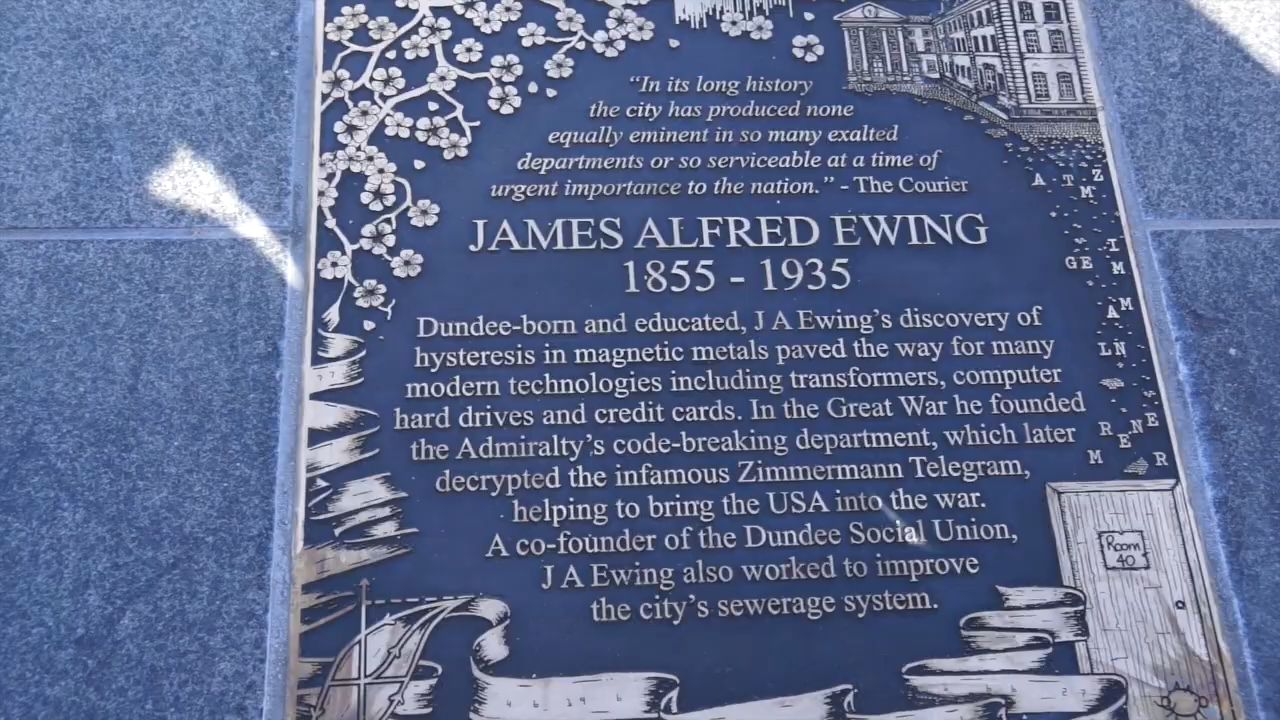 “In its long history
the city has produced none
equally eminent in so many exalted
departments or so serviceable at a time of
urgent importance to the nation.” - The Courier
JAMES ALFRED EWING
1855 - 1935
Dundee-born and educated, J A Ewing’s discovery of
hysteresis in magnetic metals paved the way for many
modern technologies including transformers, computer
hard drives and credit cards. In the Great War he founded
the Admiralty’s code-breaking department, which later
decrypted the infamous Zimmermann Telegram,
helping to bring the USA into the war.
A co-founder of the Dundee Social Union,
J A Ewing also worked to improve
the city’s sewerage system.
A T Z
M
I
GE M
A M
LN
R E N E
M R
Room
40